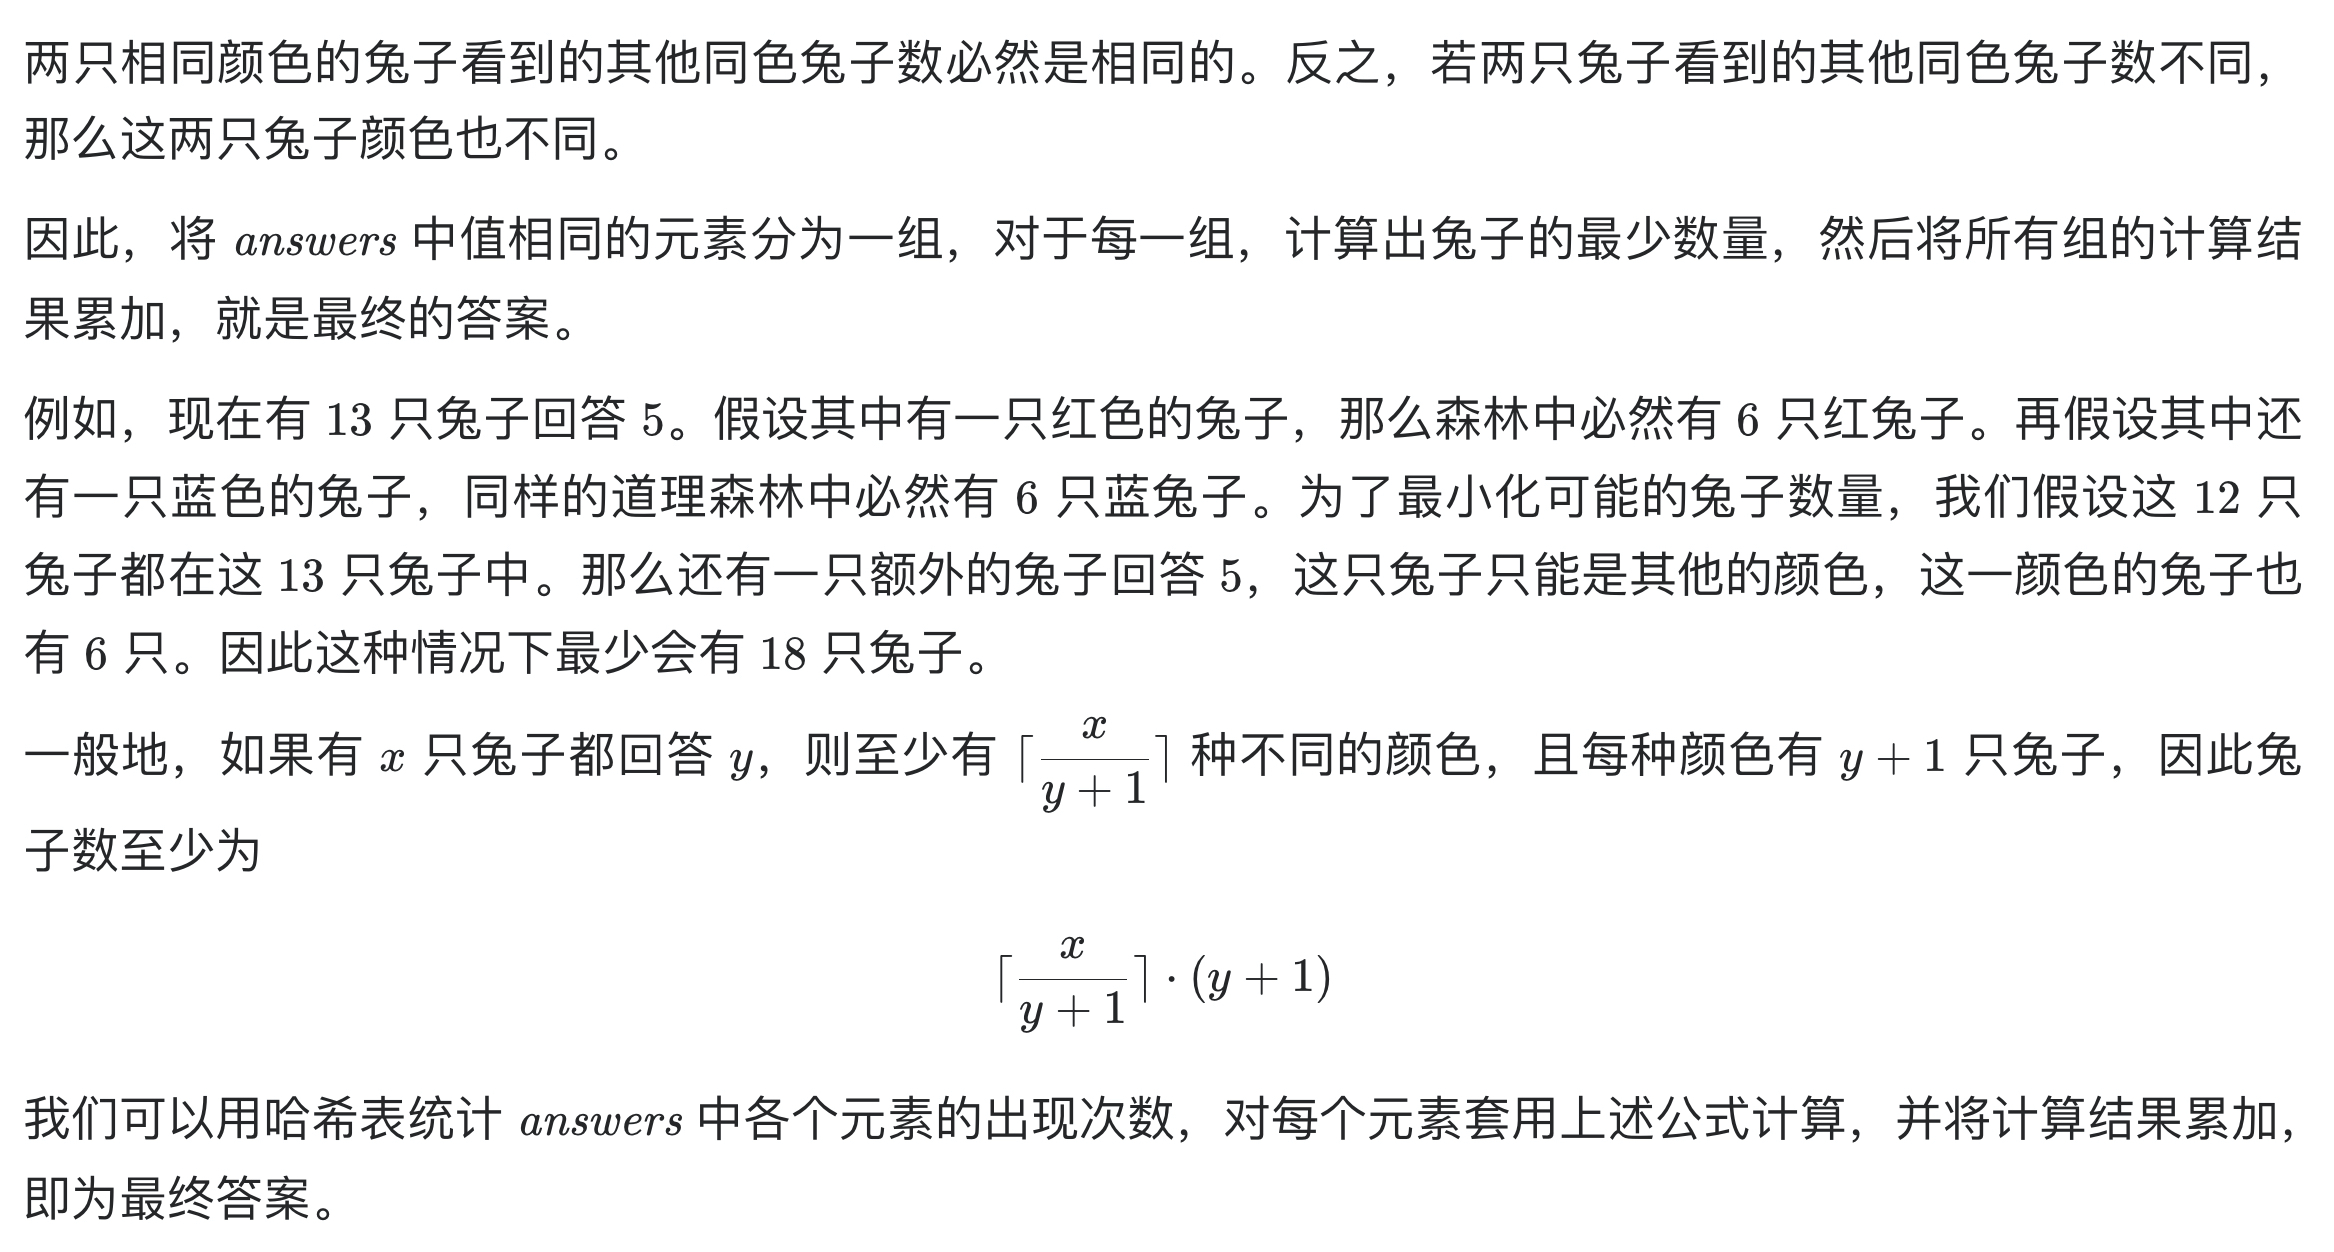 两只相同颜色的兔子看到的其他同色兔子数必然是相同的。反之，若两只兔子看到的其他同色兔子数不同，
那么这两只兔子颜色也不同。
因此，将 answers 中值相同的元素分为一组，对于每一组，计算出兔子的最少数量，然后将所有组的计算结
果累加，就是最终的答案。
例如，现在有 13 只兔子回答 5。假设其中有一只红色的兔子，那么森林中必然有 6 只红兔子。再假设其中还
有一只蓝色的兔子，同样的道理森林中必然有 6 只蓝兔子。为了最小化可能的兔子数量，我们假设这 12 只
兔子都在这 13 只兔子中。那么还有一只额外的兔子回答 5，这只兔子只能是其他的颜色，这一颜色的兔子也
有 6 只。因此这种情况下最少会有 18 只兔子。
一般地，如果有 x 只兔子都回答 y，则至少有 ⌈x/(y + 1)⌉ 种不同的颜色，且每种颜色有 y + 1 只兔子，因此兔
子数至少为
⌈x/(y + 1)⌉ · (y + 1)
我们可以用哈希表统计 answers 中各个元素的出现次数，对每个元素套用上述公式计算，并将计算结果累加，
即为最终答案。